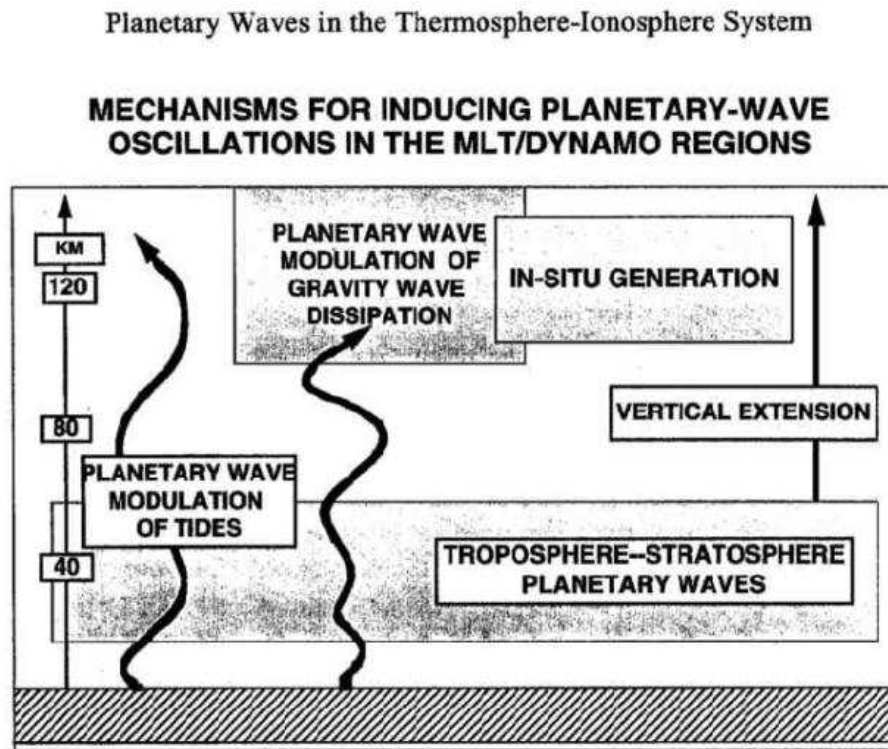 Planetary Waves in the Thermosphere-Ionosphere System
MECHANISMS FOR INDUCING PLANETARY-WAVE
OSCILLATIONS IN THE MLT/DYNAMO REGIONS
KM
120
80
40
PLANETARY WAVE
MODULATION OF
GRAVITY WAVE
DISSIPATION
IN-SITU GENERATION
VERTICAL EXTENSION
PLANETARY WAVE
MODULATION
OF TIDES
TROPOSPHERE--STRATOSPHERE
PLANETARY WAVES